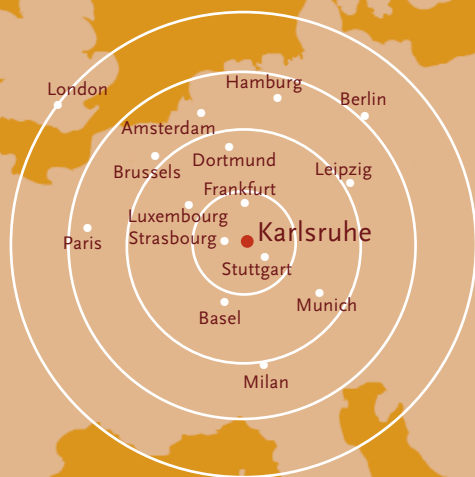 Hamburg
London
Berlin
Amsterdam
Dortmund
Brussels
Leipzig
Frankfurt
Luxembourg
Karlsruhe
Strasbourg
Paris
Stuttgart
Munich
Basel
Milan